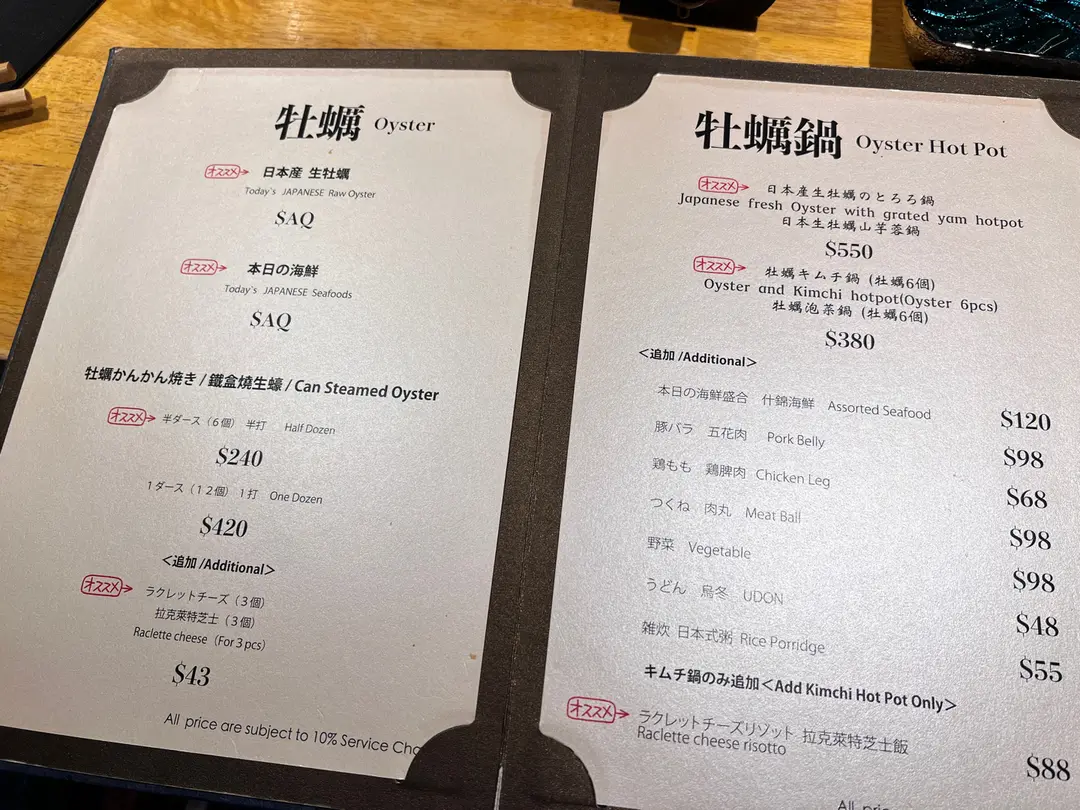 牡蠣 Oyster
オススメ 日本産 生牡蠣
Today`s JAPANESE Raw Oyster
$AQ
オススメ 本日の海鮮
Today`s JAPANESE Seafoods
$AQ
牡蠣かんかん焼き / 鐵盒燒生蠔 / Can Steamed Oyster
オススメ 半ダース（６個） 半打 Half Dozen
$240
１ダース（１２個） １打 One Dozen
$420
＜追加 /Additional＞
オススメ ラクレットチーズ（３個）
拉克萊特芝士（３個）
Raclette cheese（For 3 pcs）
$43
All price are subject to 10% Service Cha
牡蠣鍋 Oyster Hot Pot
オススメ 日本産生牡蠣のとろろ鍋
Japanese fresh Oyster with grated yam hotpot
日本生牡蠣山芋蓉鍋
$550
オススメ 牡蠣キムチ鍋 (牡蠣6個)
Oyster and Kimchi hotpot(Oyster 6pcs)
牡蠣泡菜鍋 (牡蠣6個)
$380
＜追加 /Additional＞
本日の海鮮盛合 什錦海鮮 Assorted Seafood $120
豚バラ 五花肉 Pork Belly $98
鶏もも 鶏脾肉 Chicken Leg $68
つくね 肉丸 Meat Ball $98
野菜 Vegetable $98
うどん 烏冬 UDON $48
雑炊 日本式粥 Rice Porridge $55
キムチ鍋のみ追加＜Add Kimchi Hot Pot Only＞
オススメ ラクレットチーズリゾット 拉克萊特芝士飯
Raclette cheese risotto $88
All pric